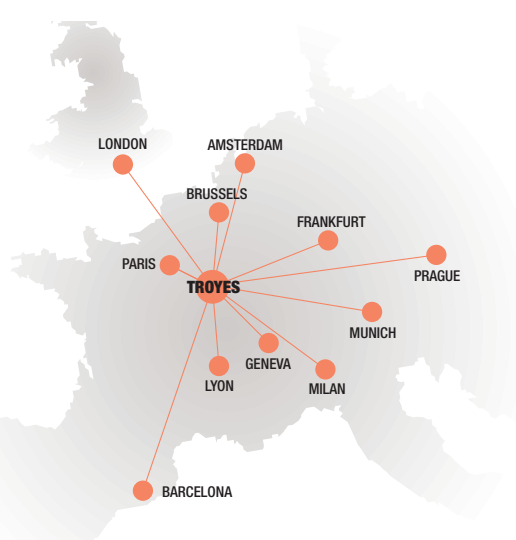 LONDON
AMSTERDAM
BRUSSELS
FRANKFURT
PARIS
PRAGUE
TROYES
MUNICH
GENEVA
LYON
MILAN
BARCELONA